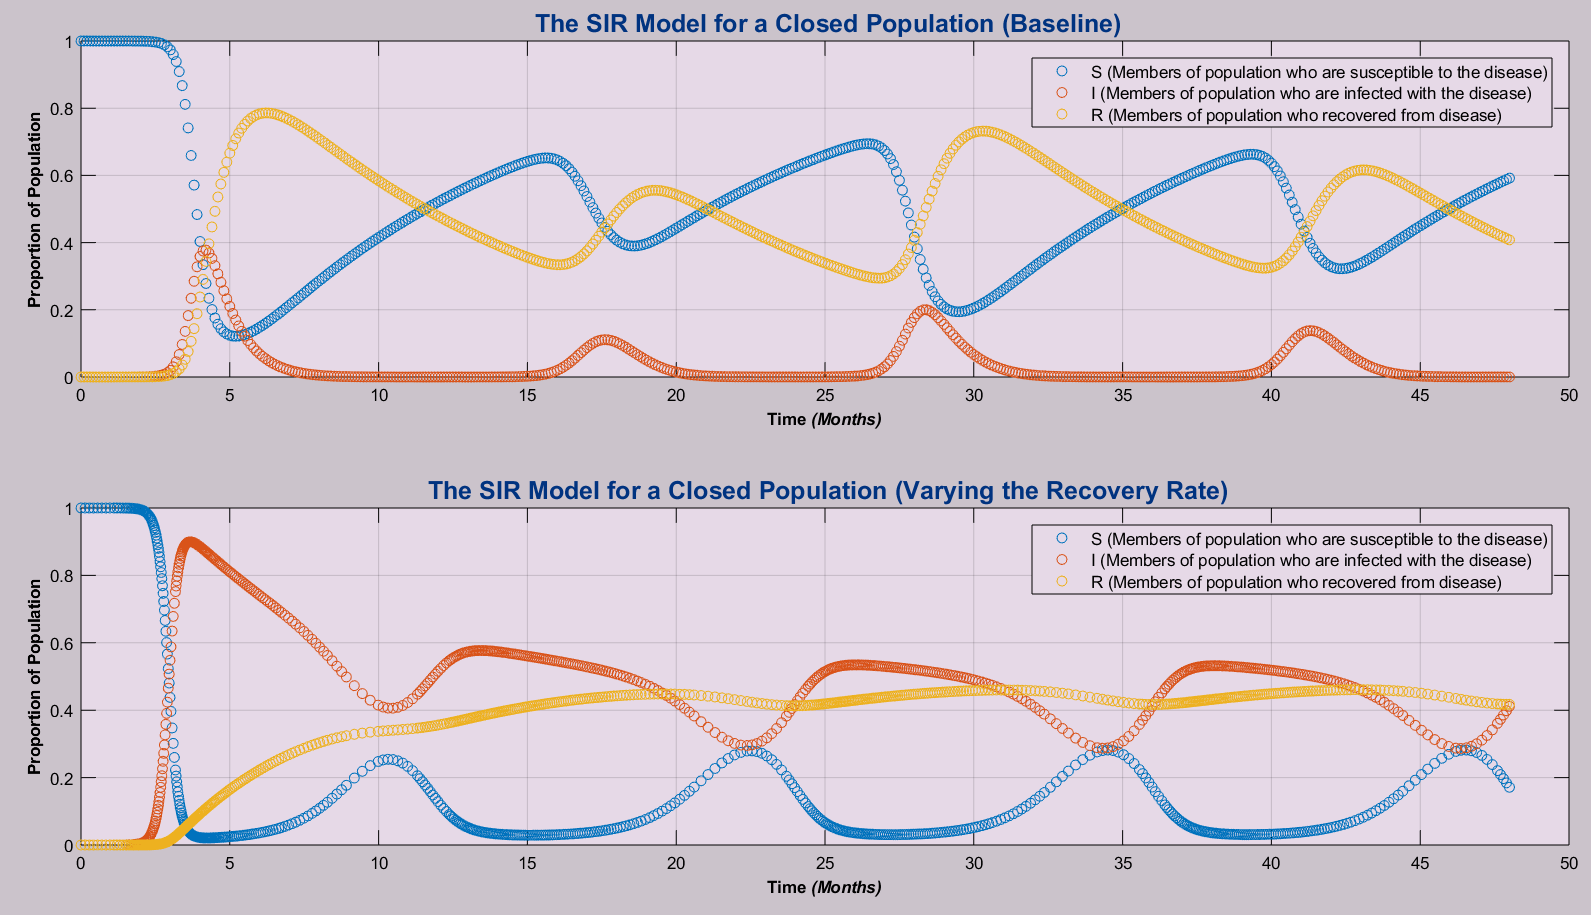 The SIR Model for a Closed Population (Baseline)
1
0.8
0.6
0.4
0.2
0
Proportion of Population
S (Members of population who are susceptible to the disease)
I (Members of population who are infected with the disease)
R (Members of population who recovered from disease)
0 5 10 15 20 25 30 35 40 45 50
Time (Months)
The SIR Model for a Closed Population (Varying the Recovery Rate)
1
0.8
0.6
0.4
0.2
0
Proportion of Population
S (Members of population who are susceptible to the disease)
I (Members of population who are infected with the disease)
R (Members of population who recovered from disease)
0 5 10 15 20 25 30 35 40 45 50
Time (Months)